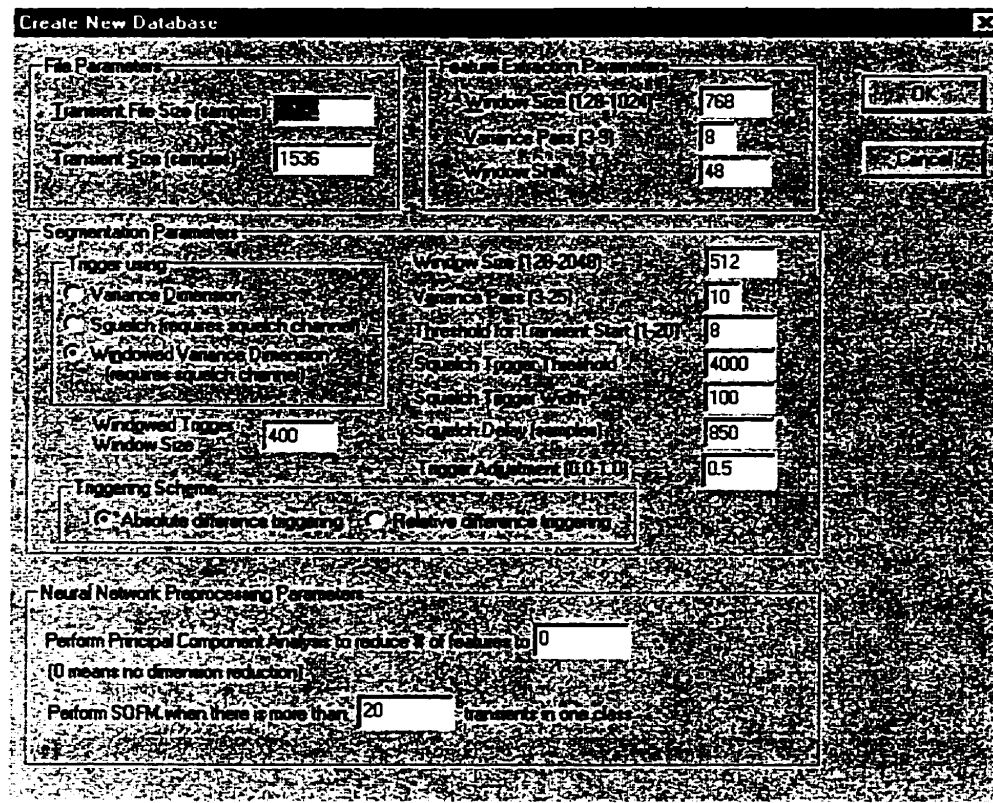 Create New Database
File Parameters
Transient File Size (samples)
Transient Size (samples) 1536
Feature Extraction Parameters
Window Size (128-1024) 768
Variance Pass (3-9) 8
Window Shift 48
OK
Cancel
Segmentation Parameters
Trigger using
Variance Dimension
Squelch (requires squelch channel)
Windowed Variance Dimension
(requires squelch channel)
Windowed Trigger
Window Size 400
Window Size (128-2048) 512
Variance Pass (3-25) 10
Threshold for Transient Start (1-20) 8
Squelch Trigger Threshold 4000
Squelch Trigger Width 100
Squelch Delay (samples) 850
Trigger Adjustment (0.0-1.0) 0.5
Triggering Scheme
Absolute difference triggering Relative difference triggering
Neural Network Preprocessing Parameters
Perform Principal Component Analysis to reduce # of features to 0
(0 means no dimension reduction)
Perform SOFM when there is more than 20 transients in one class